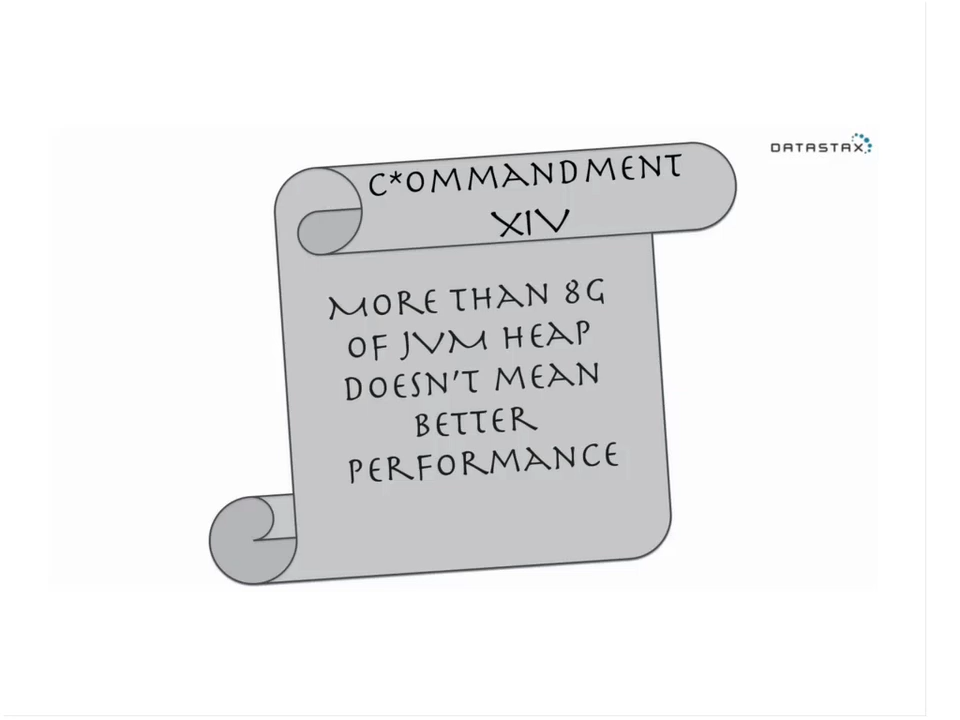 DATASTAX
C*OMMANDMENT
XIV
MORE THAN 8G
OF JVM HEAP
DOESN'T MEAN
BETTER
PERFORMANCE